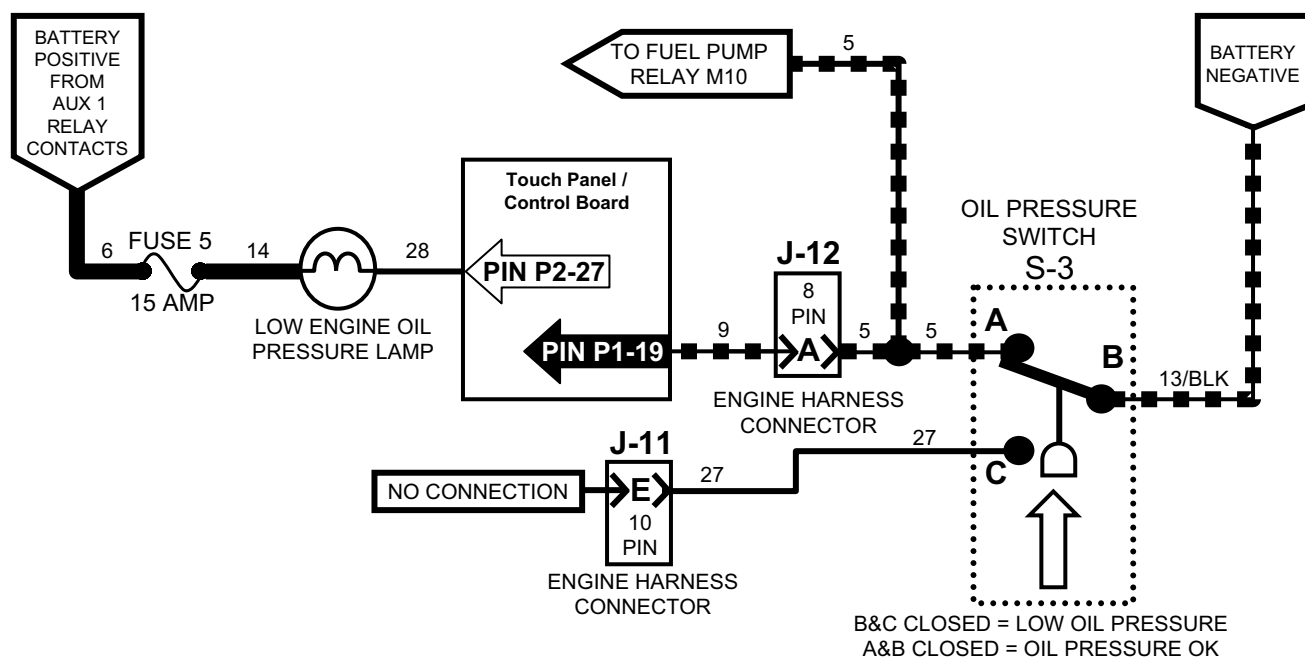 BATTERY
POSITIVE
FROM
AUX 1
RELAY
CONTACTS
TO FUEL PUMP
RELAY M10
5
BATTERY
NEGATIVE
Touch Panel /
Control Board
OIL PRESSURE
SWITCH
S-3
6
FUSE 5
14
28
PIN P2-27
15 AMP
LOW ENGINE OIL
PRESSURE LAMP
J-12
8
PIN
A
PIN P1-19
9
5
5
A
B
13/BLK
ENGINE HARNESS
CONNECTOR
27
C
J-11
NO CONNECTION
E
27
10
PIN
ENGINE HARNESS
CONNECTOR
B&C CLOSED = LOW OIL PRESSURE
A&B CLOSED = OIL PRESSURE OK